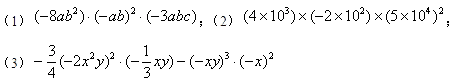 （1）(−8ab²)·(−ab)²·(−3abc)；（2）(4×10³)×(−2×10²)×(5×10⁴)²，
（3）−3/4(−2x²y)²·(−1/3xy)−(−xy)³·(−x)²